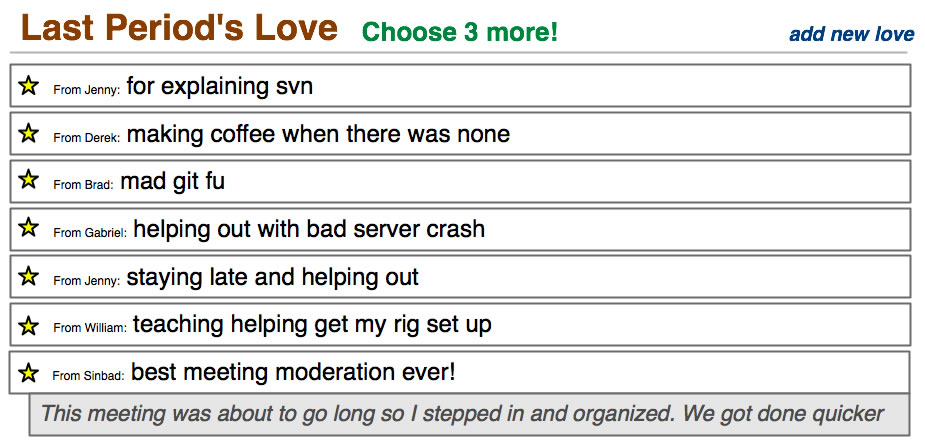 Last Period's Love Choose 3 more! add new love
From Jenny: for explaining svn
From Derek: making coffee when there was none
From Brad: mad git fu
From Gabriel: helping out with bad server crash
From Jenny: staying late and helping out
From William: teaching helping get my rig set up
From Sinbad: best meeting moderation ever!
This meeting was about to go long so I stepped in and organized. We got done quicker